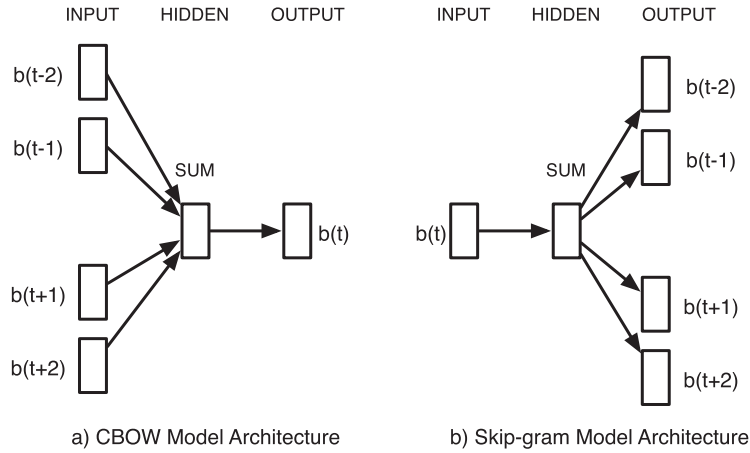 INPUT HIDDEN OUTPUT
b(t-2)
b(t-1)
SUM
b(t)
b(t+1)
b(t+2)
a) CBOW Model Architecture
INPUT HIDDEN OUTPUT
b(t-2)
b(t-1)
SUM
b(t)
b(t+1)
b(t+2)
b) Skip-gram Model Architecture